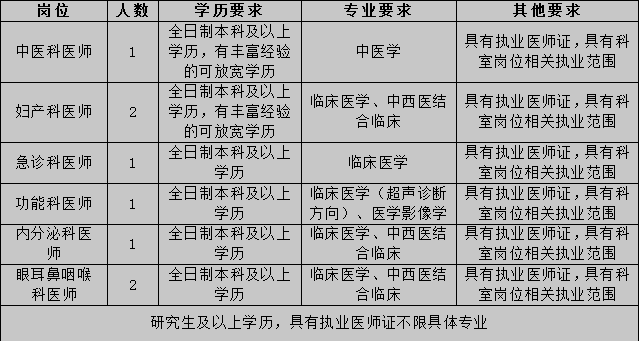 岗位 人数 学历要求 专业要求 其他要求
中医科医师 1 全日制本科及以上学历，有丰富经验的可放宽学历 中医学 具有执业医师证，具有科室岗位相关执业范围
妇产科医师 2 全日制本科及以上学历，有丰富经验的可放宽学历 临床医学、中西医结合临床 具有执业医师证，具有科室岗位相关执业范围
急诊科医师 1 全日制本科及以上学历 临床医学 具有执业医师证，具有科室岗位相关执业范围
功能科医师 1 全日制本科及以上学历 临床医学（超声诊断方向）、医学影像学 具有执业医师证，具有科室岗位相关执业范围
内分泌科医师 1 全日制本科及以上学历 临床医学、中西医结合临床 具有执业医师证，具有科室岗位相关执业范围
眼耳鼻咽喉科医师 2 全日制本科及以上学历 临床医学、中西医结合临床 具有执业医师证，具有科室岗位相关执业范围
研究生及以上学历，具有执业医师证不限具体专业